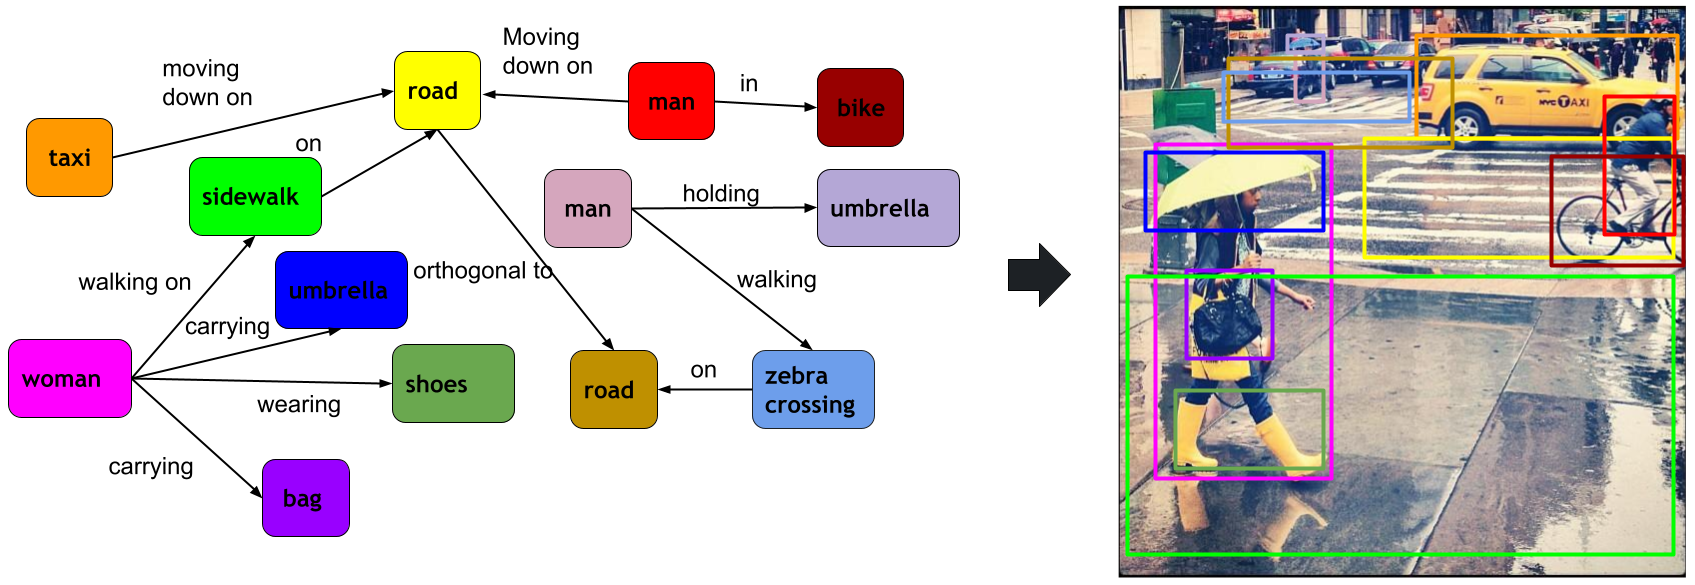 Moving
down on
moving
down on
road
man
in
bike
taxi
on
sidewalk
man
holding
umbrella
walking on
umbrella
orthogonal to
walking
carrying
woman
shoes
wearing
road
on
zebra
crossing
carrying
bag
NYC TAXI